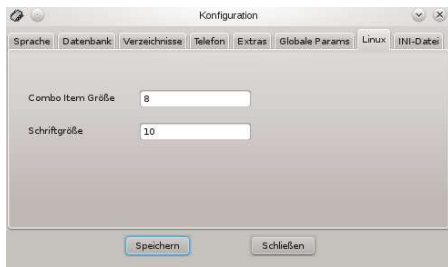 Konfiguration
Sprache Datenbank Verzeichnisse Telefon Extras Globale Params Linux INI-Datei
Combo Item Größe 8
Schriftgröße 10
Speichern Schließen